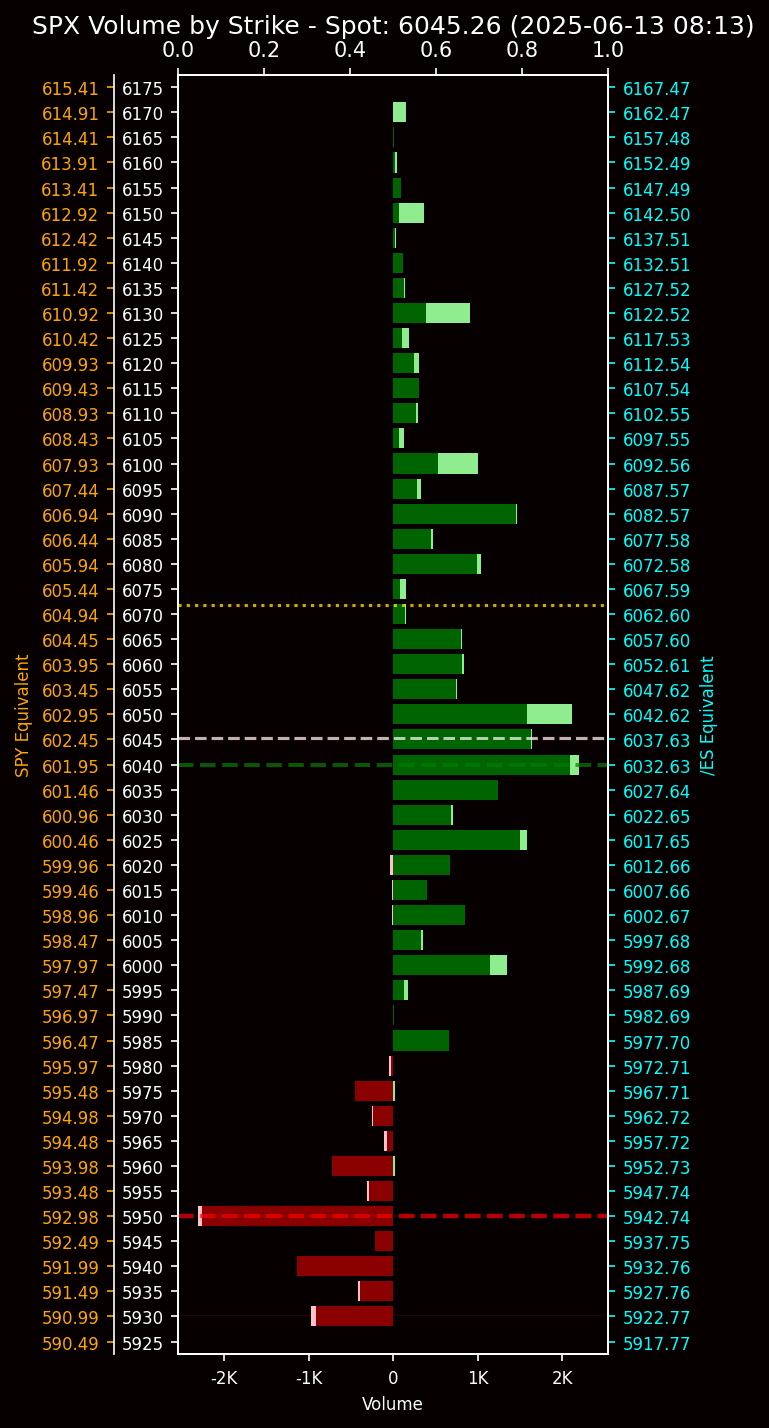 SPX Volume by Strike - Spot: 6045.26 (2025-06-13 08:13)
0.0 0.2 0.4 0.6 0.8 1.0
615.41 6175 6167.47
614.91 6170 6162.47
614.41 6165 6157.48
613.91 6160 6152.49
613.41 6155 6147.49
612.92 6150 6142.50
612.42 6145 6137.51
611.92 6140 6132.51
611.42 6135 6127.52
610.92 6130 6122.52
610.42 6125 6117.53
609.93 6120 6112.54
609.43 6115 6107.54
608.93 6110 6102.55
608.43 6105 6097.55
607.93 6100 6092.56
607.44 6095 6087.57
606.94 6090 6082.57
606.44 6085 6077.58
605.94 6080 6072.58
605.44 6075 6067.59
604.94 6070 6062.60
604.45 6065 6057.60
603.95 6060 6052.61
603.45 6055 6047.62
602.95 6050 6042.62
602.45 6045 6037.63
601.95 6040 6032.63
601.46 6035 6027.64
600.96 6030 6022.65
600.46 6025 6017.65
599.96 6020 6012.66
599.46 6015 6007.66
598.96 6010 6002.67
598.47 6005 5997.68
597.97 6000 5992.68
597.47 5995 5987.69
596.97 5990 5982.69
596.47 5985 5977.70
595.97 5980 5972.71
595.48 5975 5967.71
594.98 5970 5962.72
594.48 5965 5957.72
593.98 5960 5952.73
593.48 5955 5947.74
592.98 5950 5942.74
592.49 5945 5937.75
591.99 5940 5932.76
591.49 5935 5927.76
590.99 5930 5922.77
590.49 5925 5917.77
SPY Equivalent
/ES Equivalent
-2K -1K 0 1K 2K
Volume